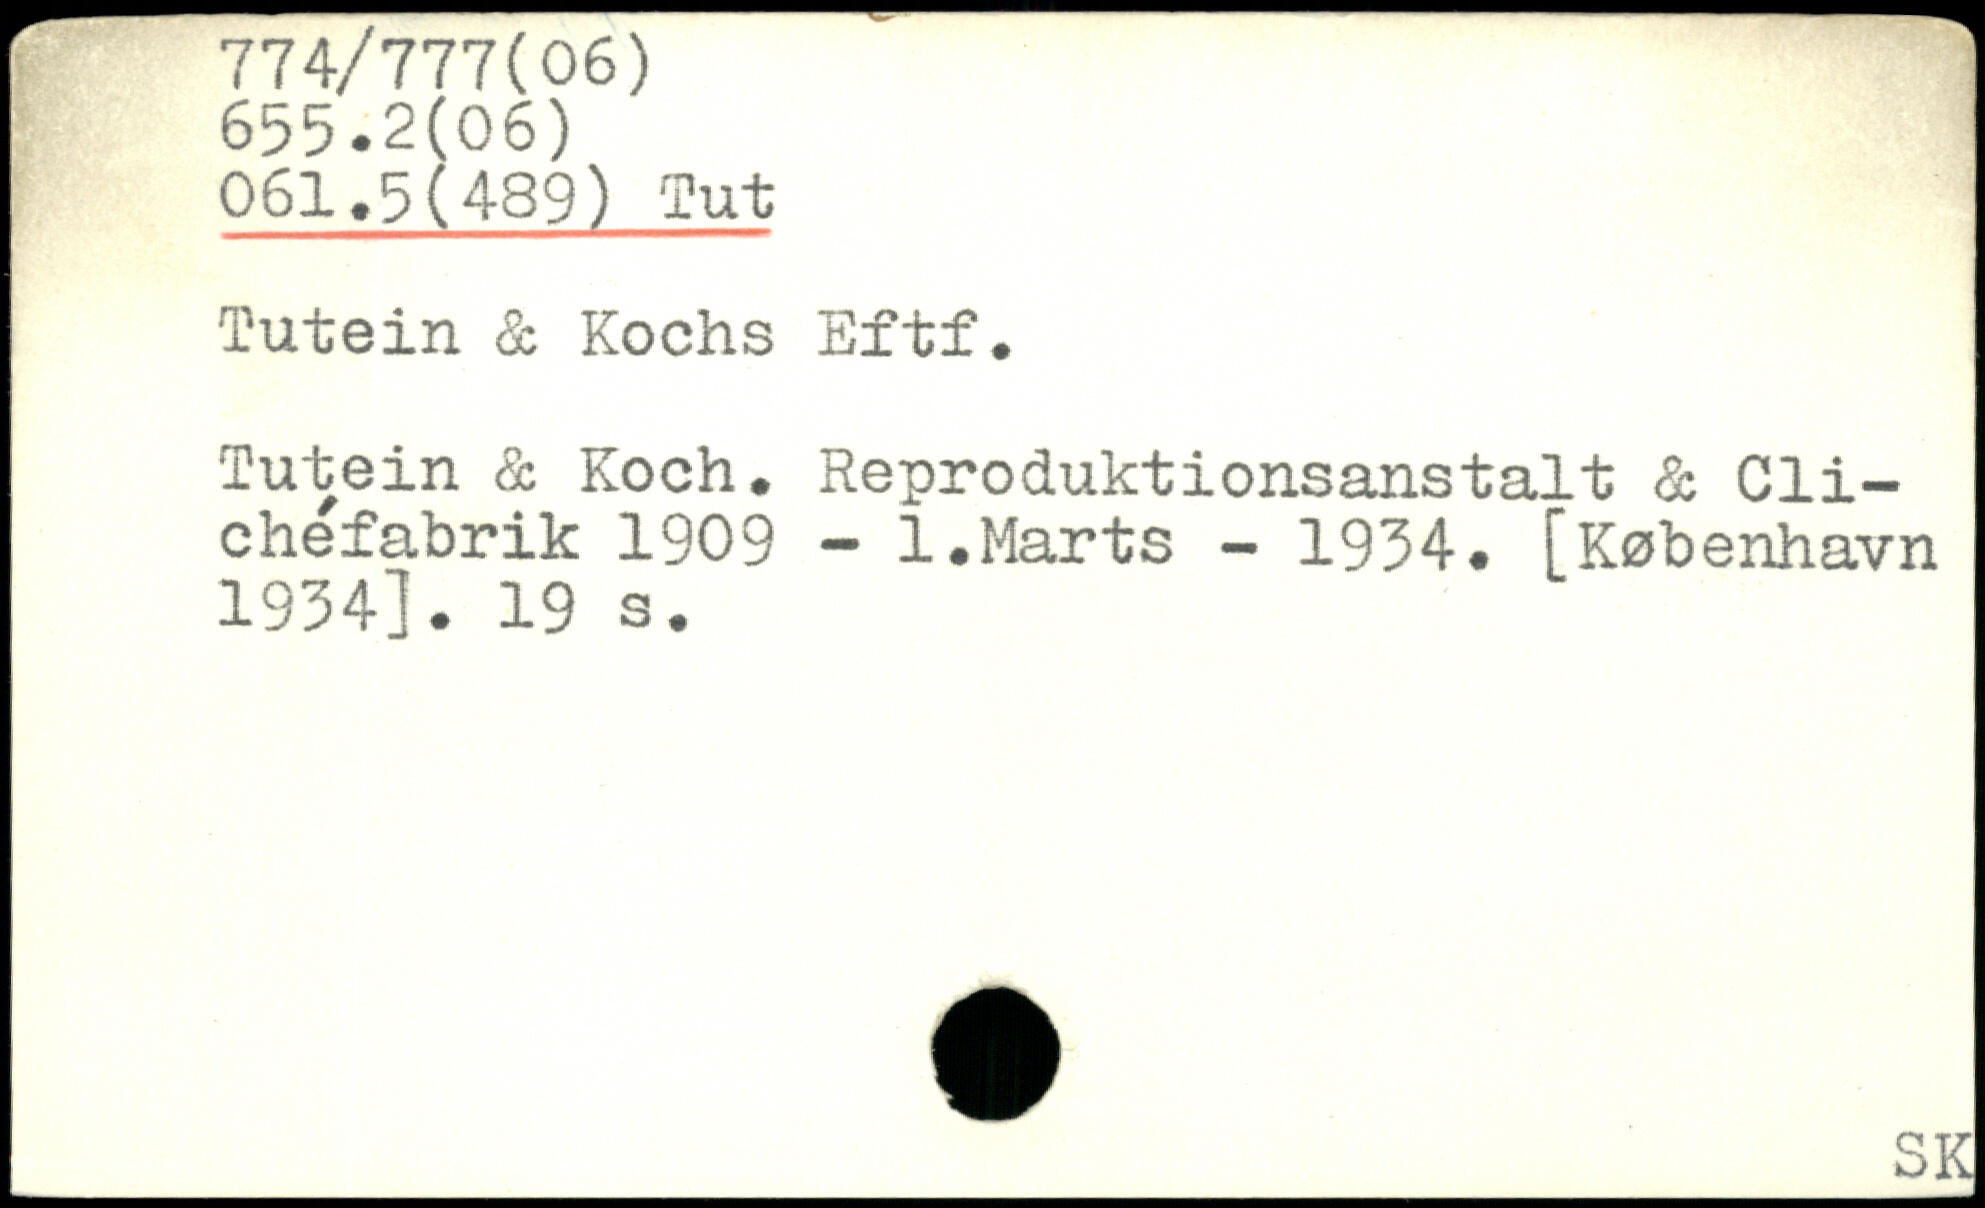 774/777(06)
655.2(06)
061.5(489) Tut
Tutein & Kochs Eftf.
Tutein & Koch. Reproduktionsanstalt & Cli-
chéfabrik 1909 - 1.Marts - 1934. [København
1934]. 19 s.
SK